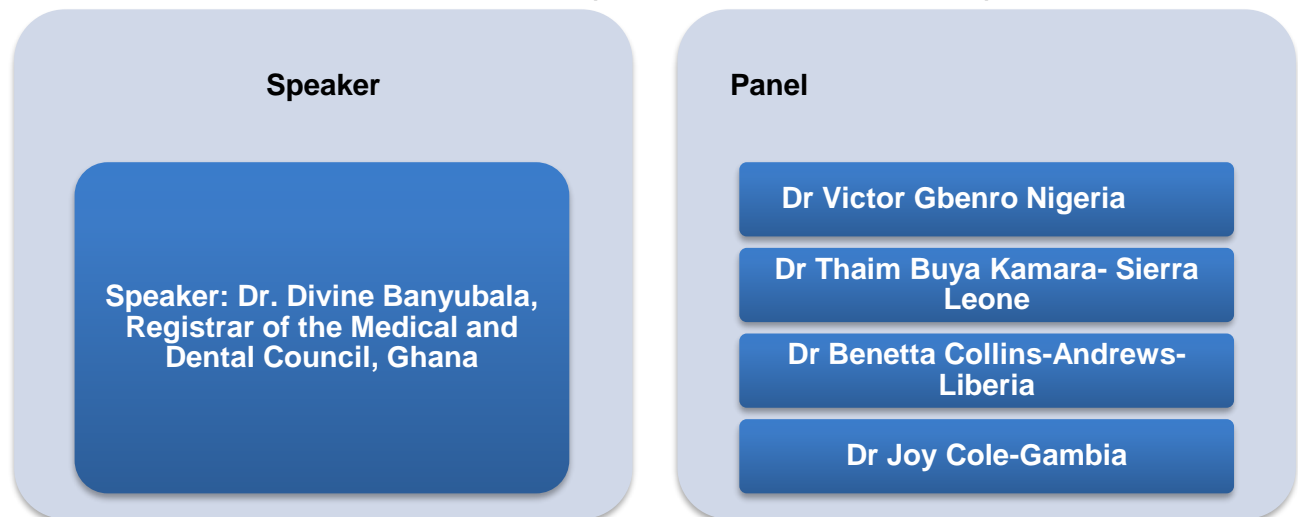 Speaker
Speaker: Dr. Divine Banyubala,
Registrar of the Medical and
Dental Council, Ghana
Panel
Dr Victor Gbenro Nigeria
Dr Thaim Buya Kamara- Sierra
Leone
Dr Benetta Collins-Andrews-
Liberia
Dr Joy Cole-Gambia